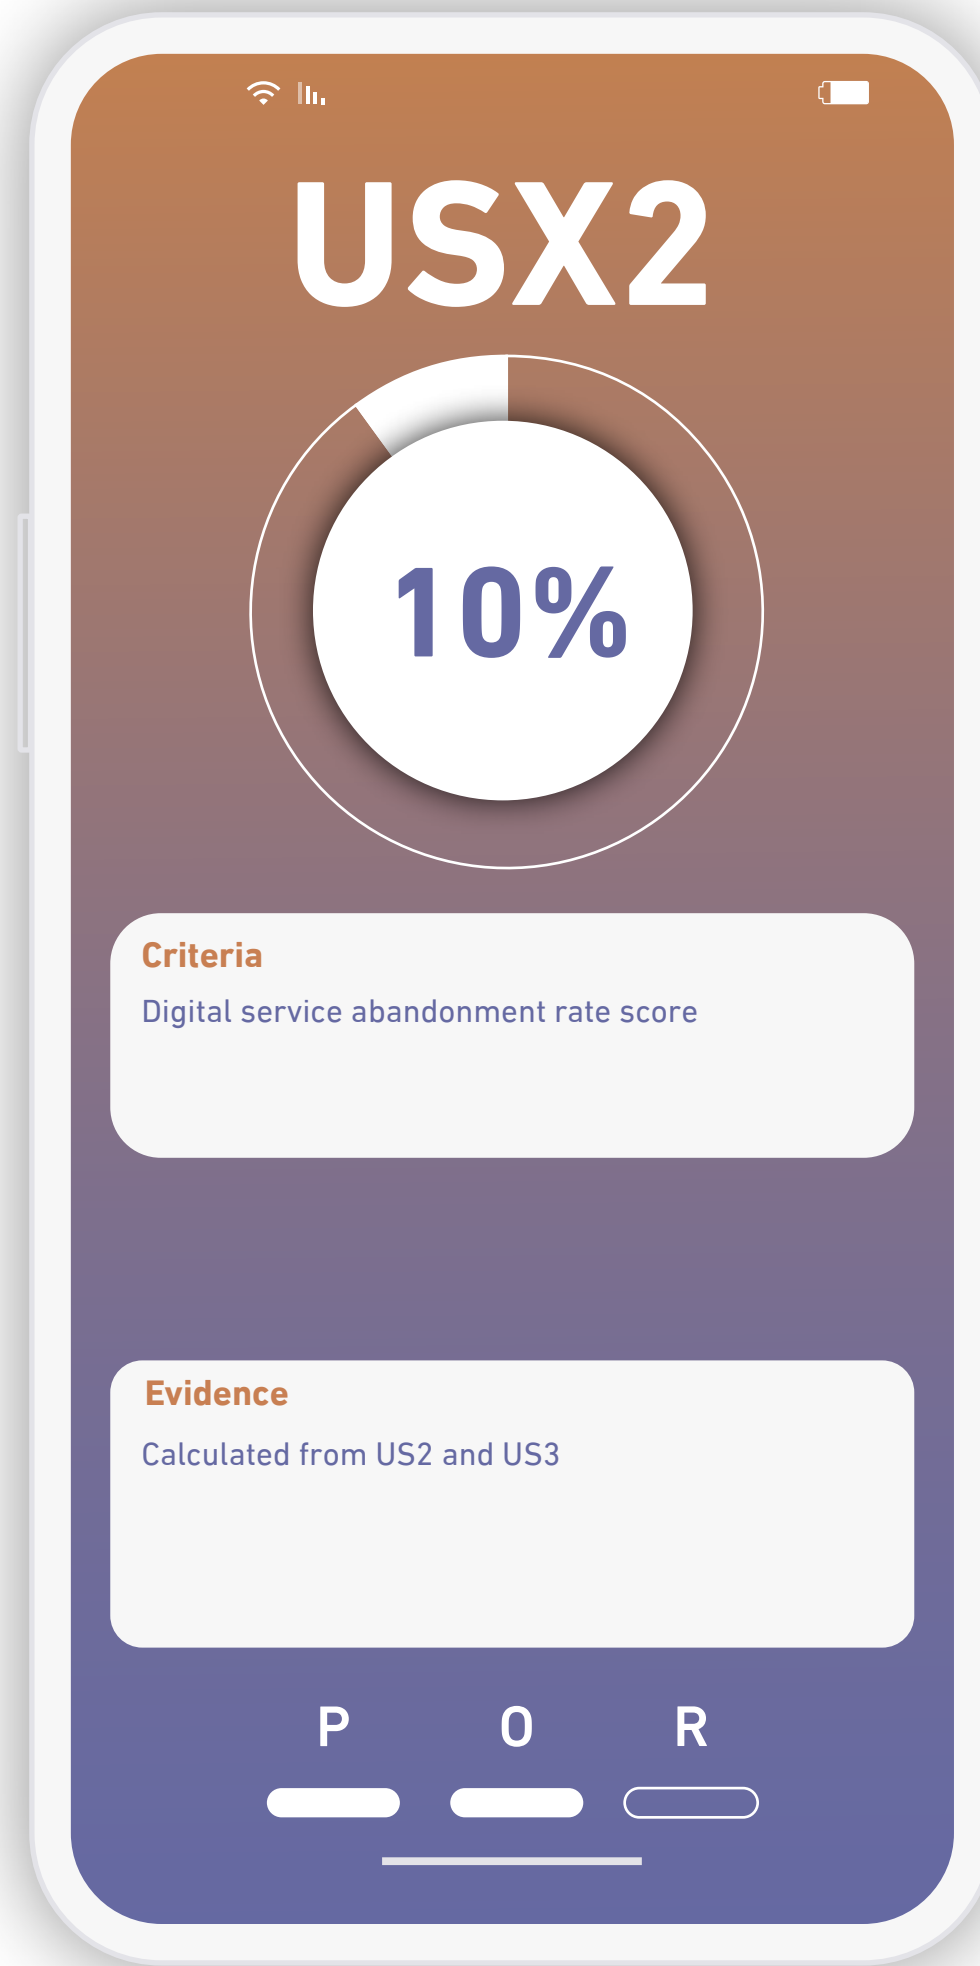 USX2
10%
Criteria
Digital service abandonment rate score
Evidence
Calculated from US2 and US3
P O R